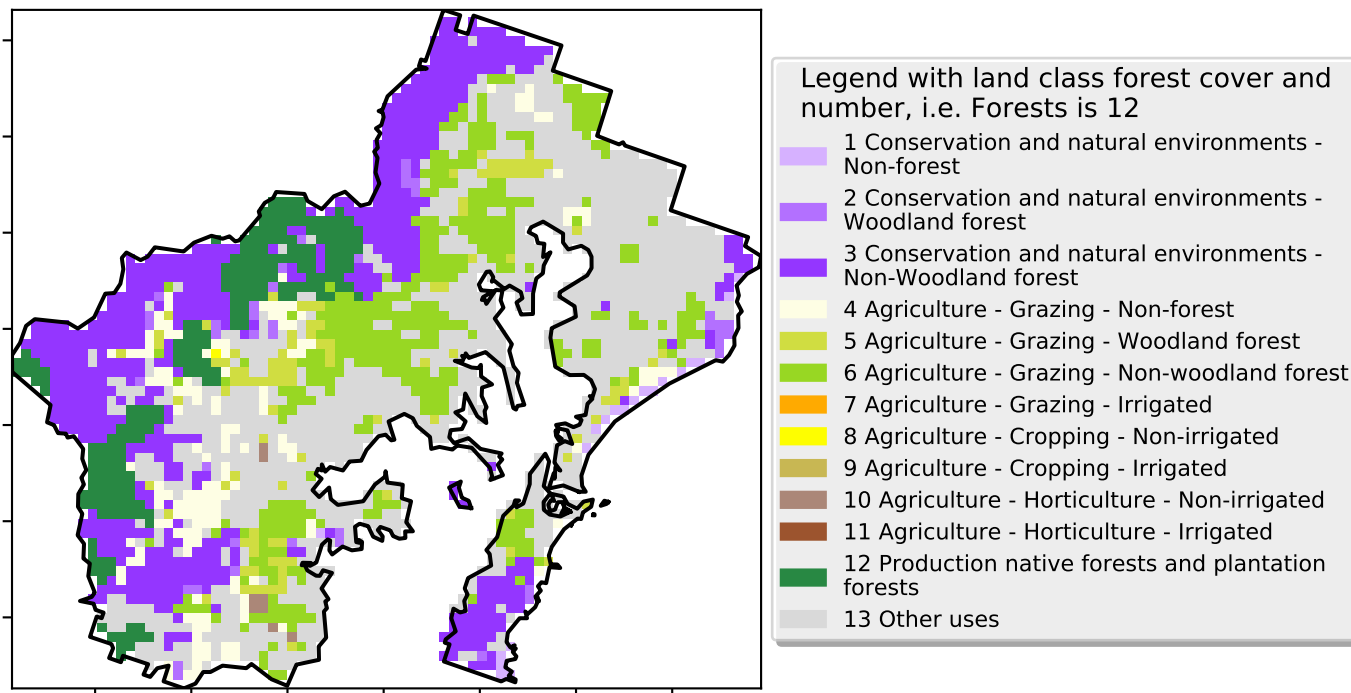 Legend with land class forest cover and
number, i.e. Forests is 12
1 Conservation and natural environments -
Non-forest
2 Conservation and natural environments -
Woodland forest
3 Conservation and natural environments -
Non-Woodland forest
4 Agriculture - Grazing - Non-forest
5 Agriculture - Grazing - Woodland forest
6 Agriculture - Grazing - Non-woodland forest
7 Agriculture - Grazing - Irrigated
8 Agriculture - Cropping - Non-irrigated
9 Agriculture - Cropping - Irrigated
10 Agriculture - Horticulture - Non-irrigated
11 Agriculture - Horticulture - Irrigated
12 Production native forests and plantation
forests
13 Other uses